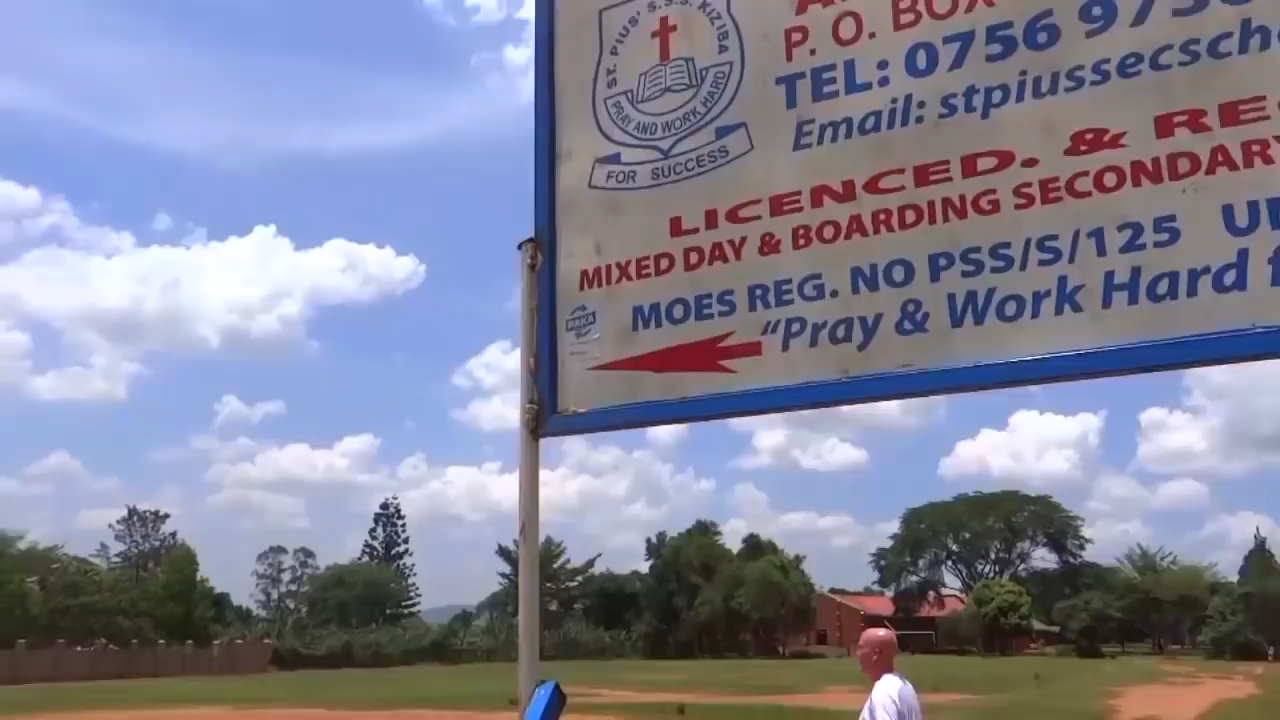 ST. PIUS' S.S.S. KIZIBA
PRAY AND WORK HARD
FOR SUCCESS
P. O. BOX
TEL: 0756
Email: stpiussecsch
LICENCED. &
MIXED DAY & BOARDING SECONDARY
MOES REG. NO PSS/S/125
"Pray & Work Hard